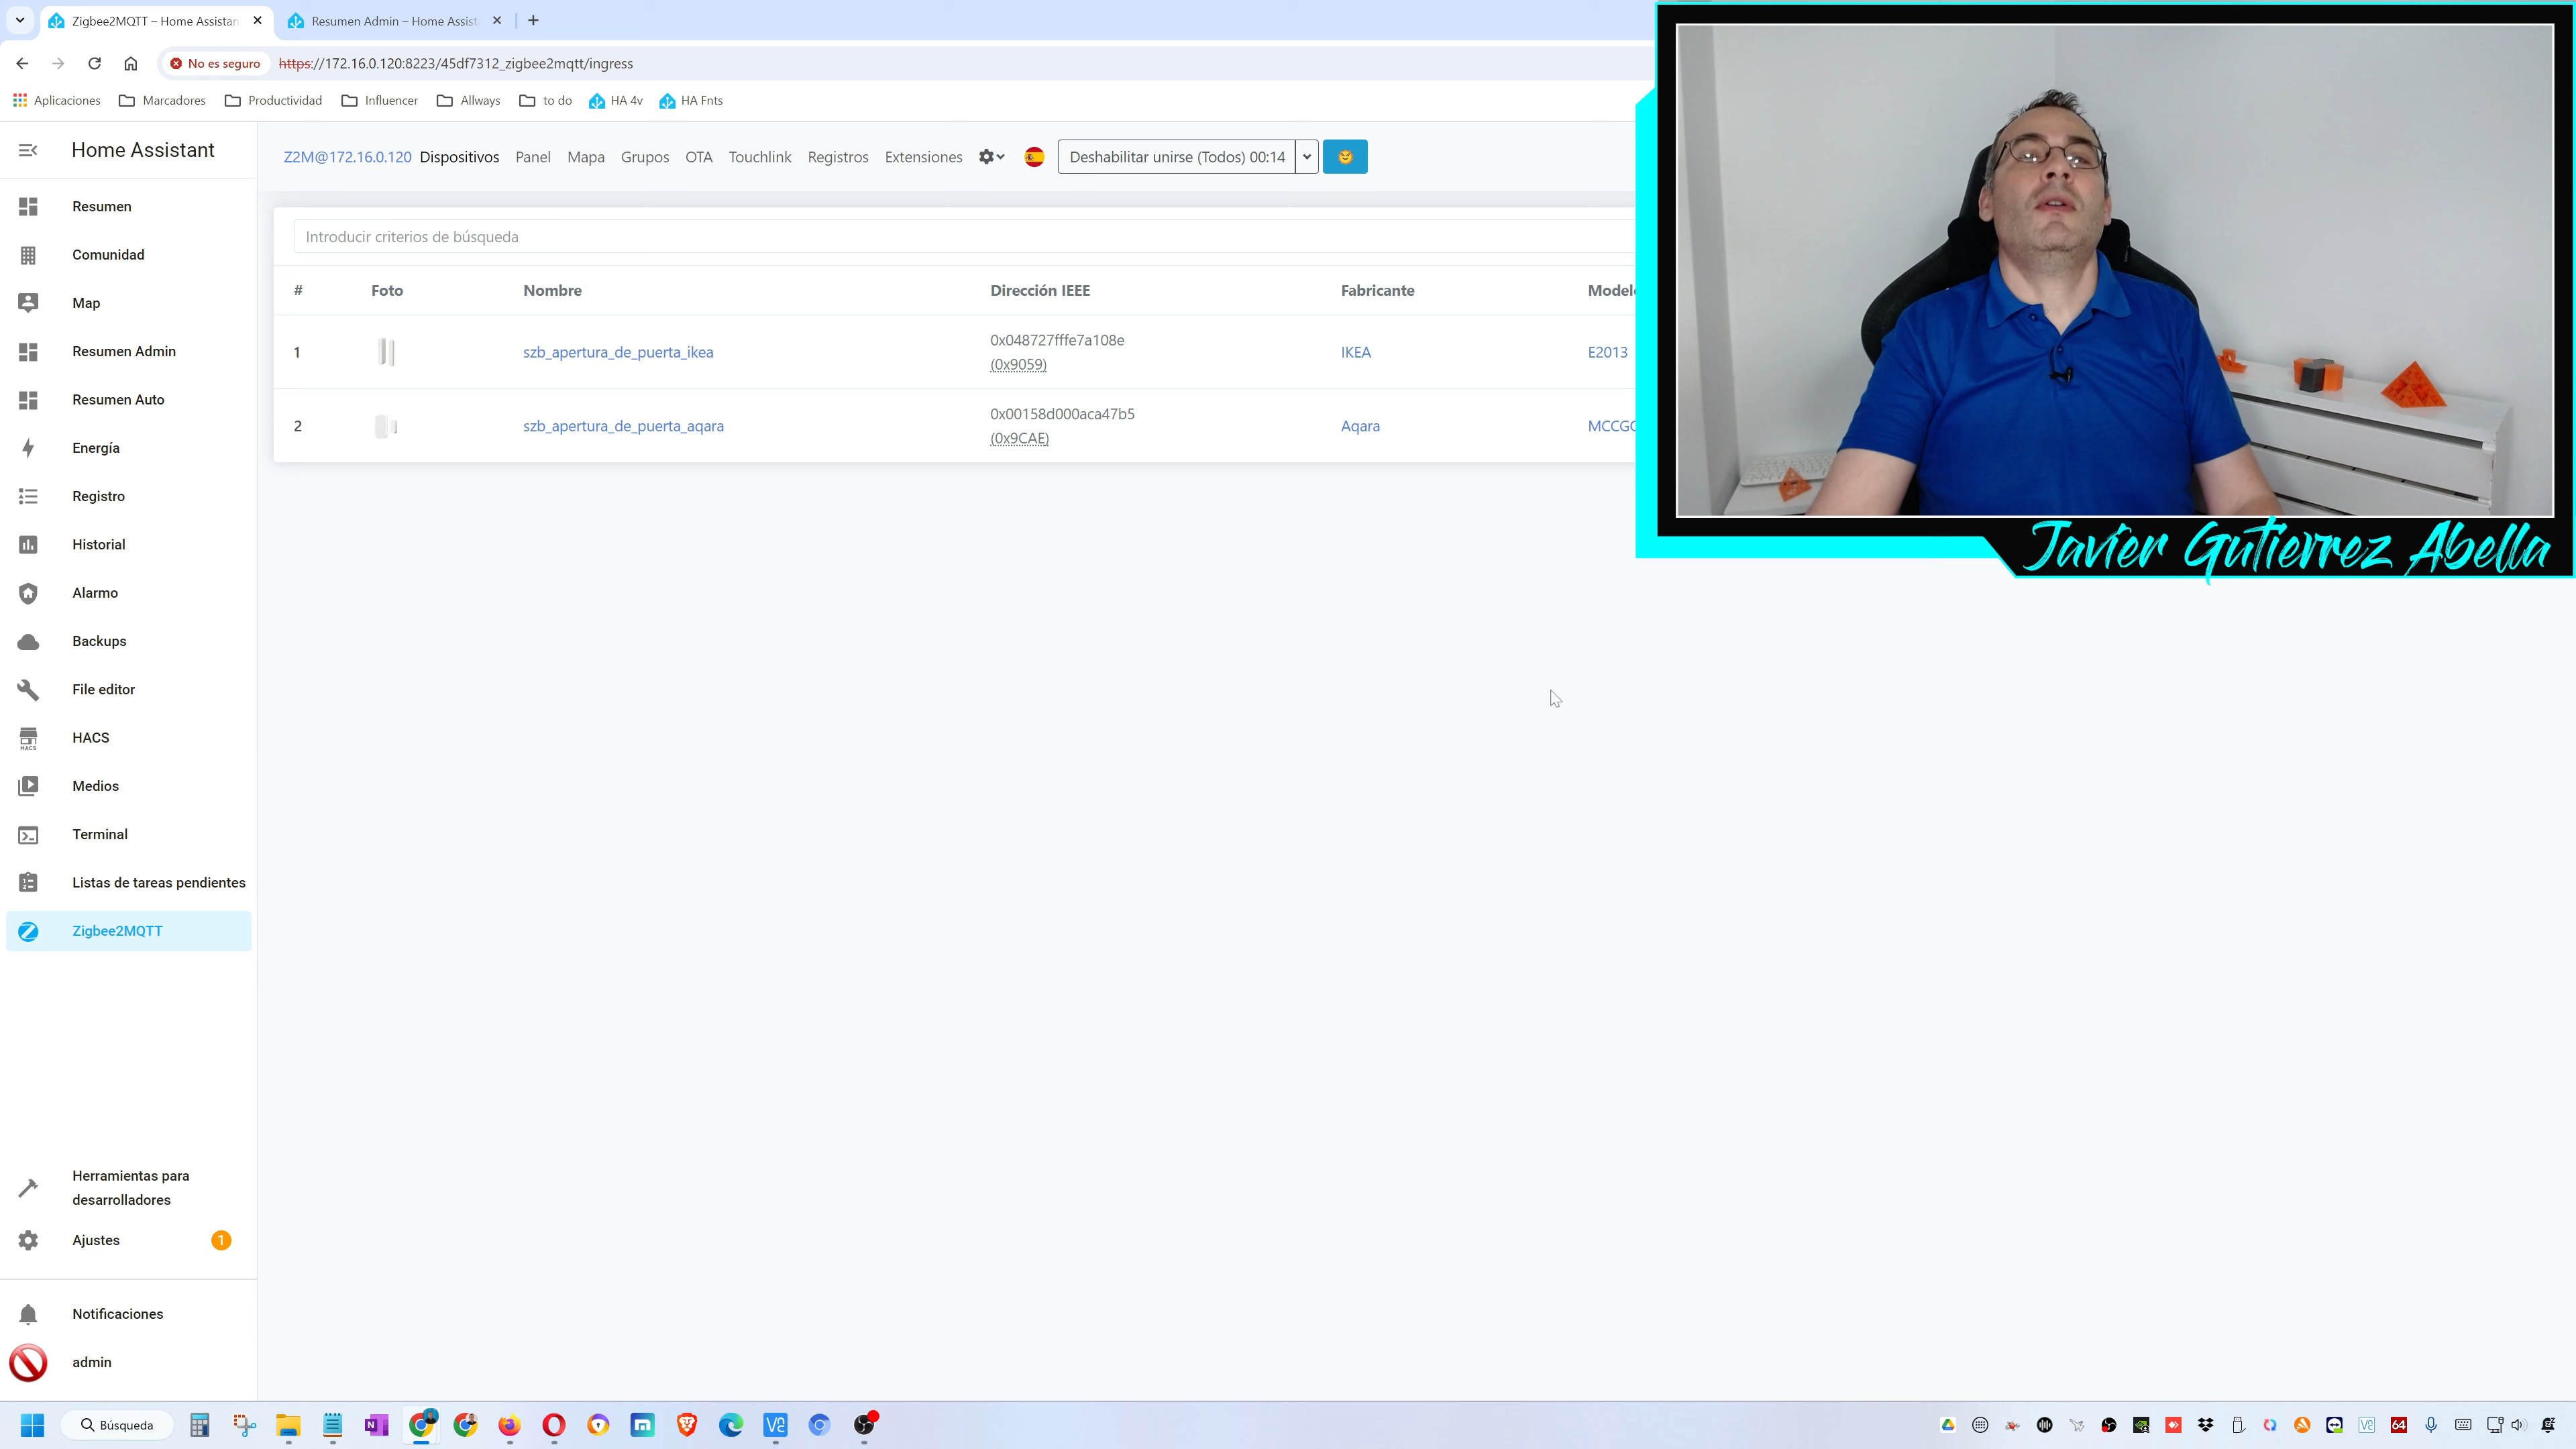 Zigbee2MQTT – Home Assistan
Resumen Admin – Home Assist
No es seguro
https://172.16.0.120:8223/45df7312_zigbee2mqtt/ingress
Aplicaciones
Marcadores
Productividad
Influencer
Allways
to do
HA 4v
HA Fnts
Home Assistant
Z2M@172.16.0.120
Dispositivos
Panel
Mapa
Grupos
OTA
Touchlink
Registros
Extensiones
Deshabilitar unirse (Todos) 00:14
Introducir criterios de búsqueda
# Foto Nombre Dirección IEEE Fabricante
1 szb_apertura_de_puerta_ikea 0x048727fffe7a108e IKEA E2013
(0x9059)
2 szb_apertura_de_puerta_aqara 0x00158d000aca47b5 Aqara
(0x9CAE)
Resumen
Comunidad
Map
Resumen Admin
Resumen Auto
Energía
Registro
Historial
Alarmo
Backups
File editor
HACS
Medios
Terminal
Listas de tareas pendientes
Zigbee2MQTT
Herramientas para
desarrolladores
Ajustes
1
Notificaciones
admin
Javier Gutierrez Abella
Búsqueda
64